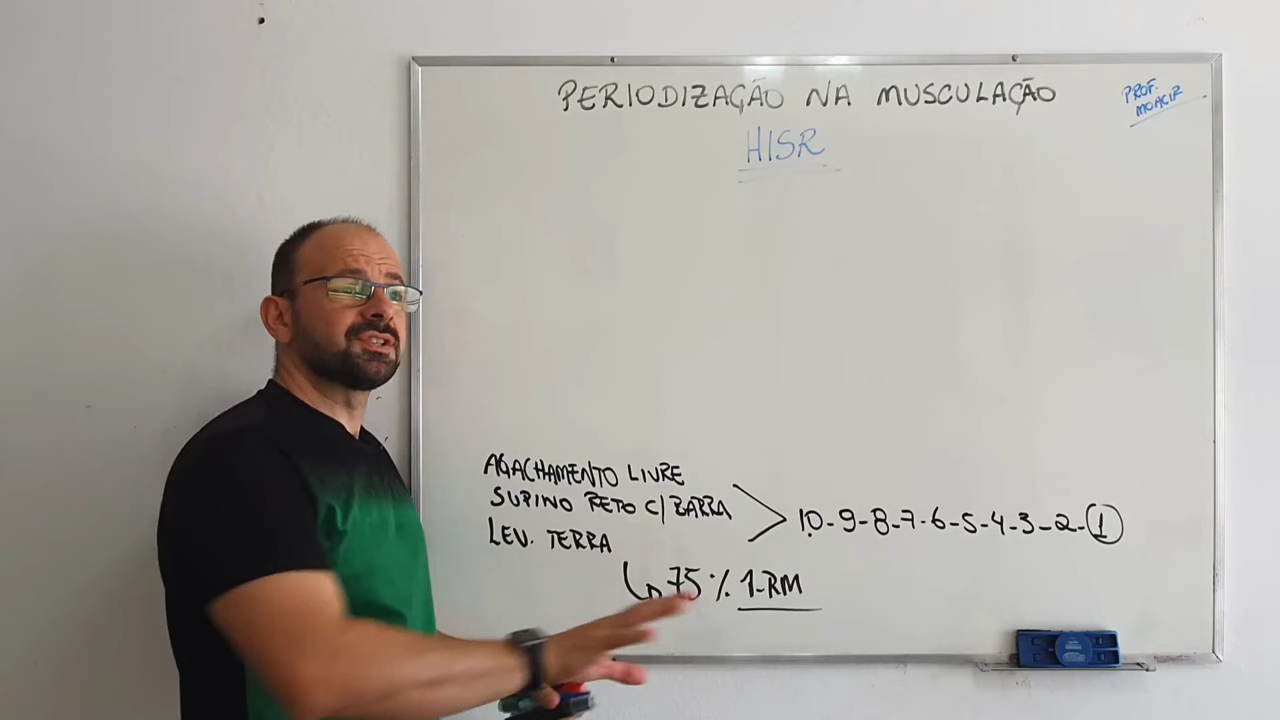 PERIODIZAÇÃO NA MUSCULAÇÃO
PROF. MOACIR
HISR
AGACHAMENTO LIVRE
SUPINO RETO C/ BARRA
LEV. TERRA
10-9-8-7-6-5-4-3-2-1
75% 1-RM